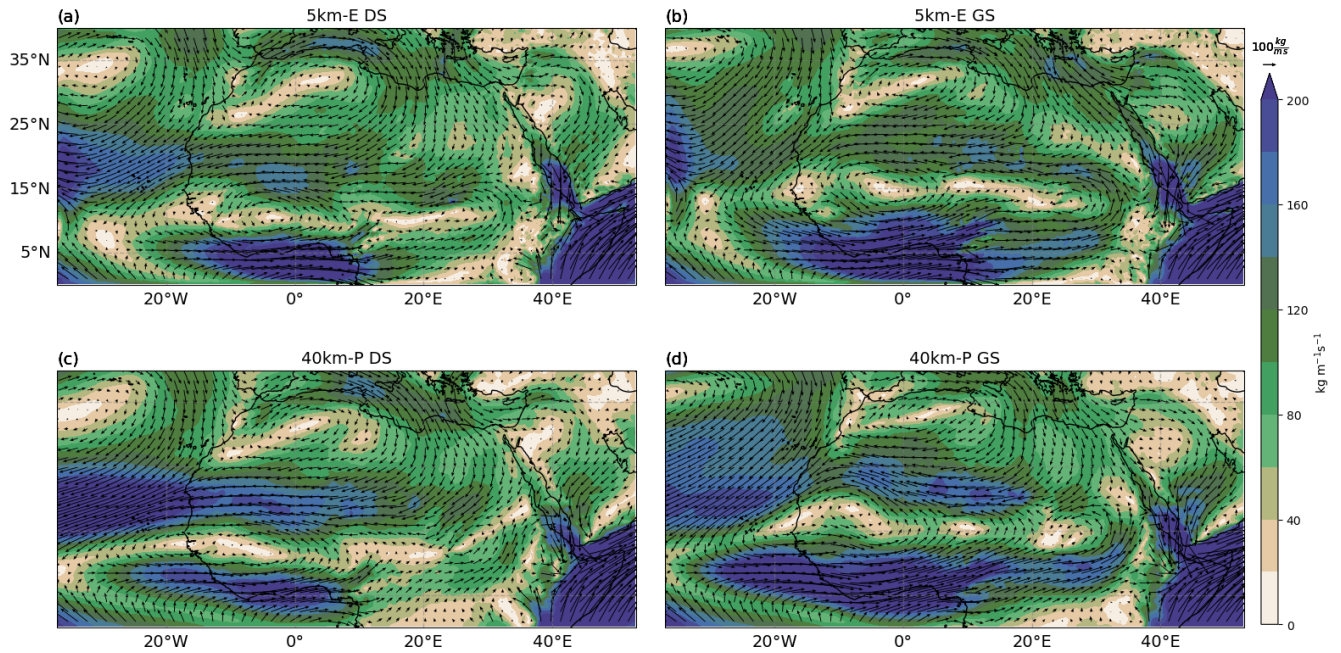 (a) 5km-E DS
(b) 5km-E GS
35°N
25°N
15°N
5°N
20°W 0° 20°E 40°E
20°W 0° 20°E 40°E
100 kg/ms
200
160
120
80
40
0
kg m⁻¹s⁻¹
(c) 40km-P DS
(d) 40km-P GS
20°W 0° 20°E 40°E
20°W 0° 20°E 40°E